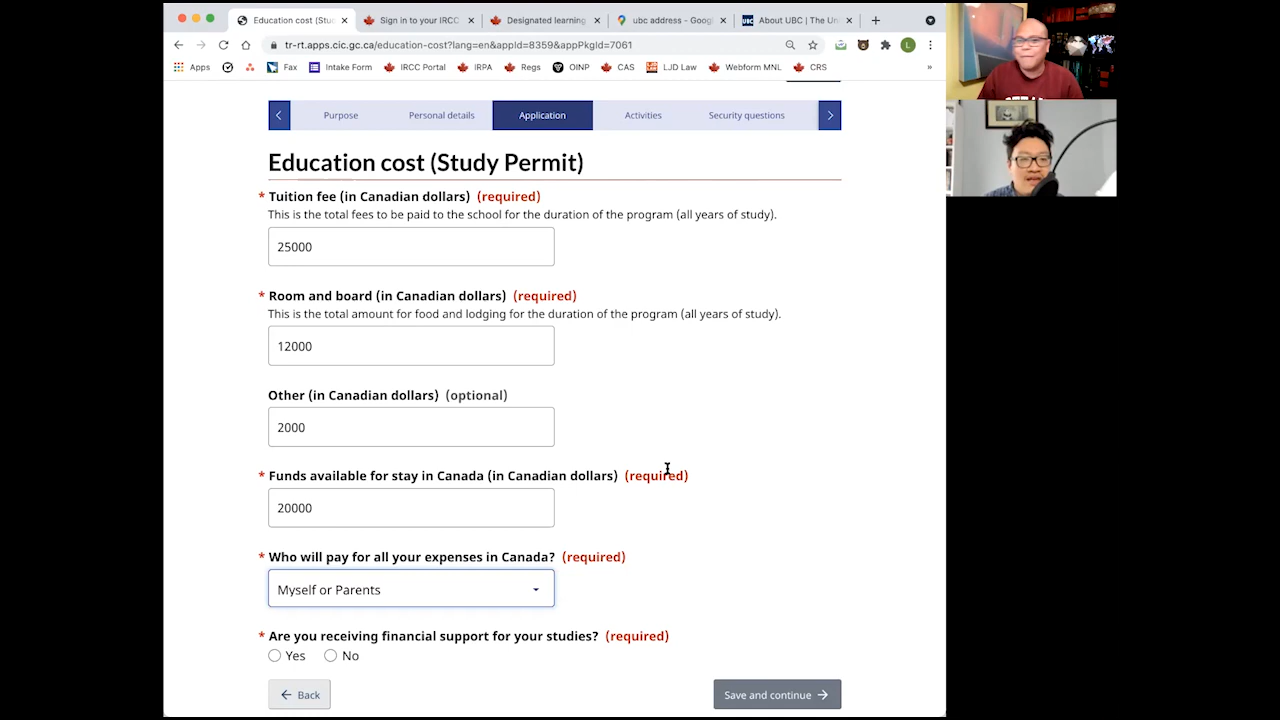 Education cost (Stud
Sign in to your IRCC
Designated learning
ubc address - Googl
UBC
About UBC | The Un
tr-rt.apps.cic.gc.ca/education-cost?lang=en&appId=8359&appPkgId=7061
L
Apps
Fax
Intake Form
IRCC Portal
IRPA
Regs
OINP
CAS
LJD Law
Webform MNL
CRS
»
Purpose
Personal details
Application
Activities
Security questions
Education cost (Study Permit)
* Tuition fee (in Canadian dollars) (required)
This is the total fees to be paid to the school for the duration of the program (all years of study).
25000
* Room and board (in Canadian dollars) (required)
This is the total amount for food and lodging for the duration of the program (all years of study).
12000
Other (in Canadian dollars) (optional)
2000
* Funds available for stay in Canada (in Canadian dollars) (required)
20000
* Who will pay for all your expenses in Canada? (required)
Myself or Parents
* Are you receiving financial support for your studies? (required)
Yes No
Back
Save and continue